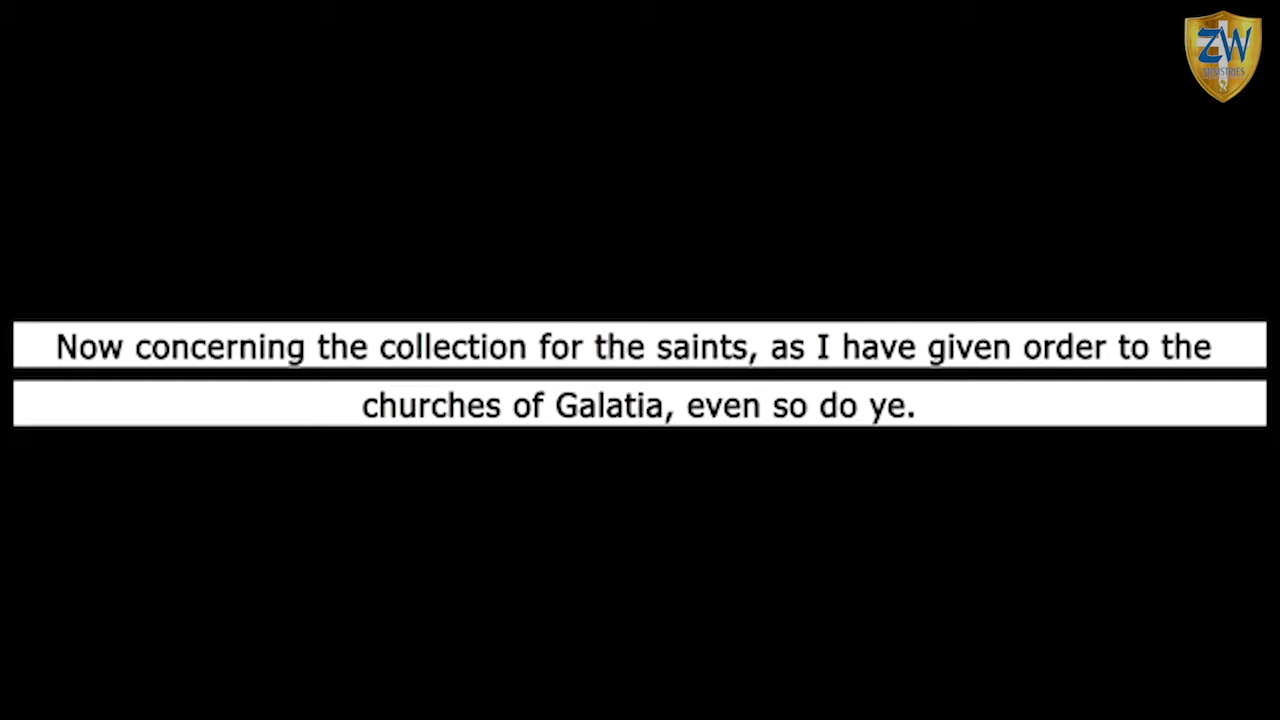 ZW
MINISTRIES
Now concerning the collection for the saints, as I have given order to the
churches of Galatia, even so do ye.